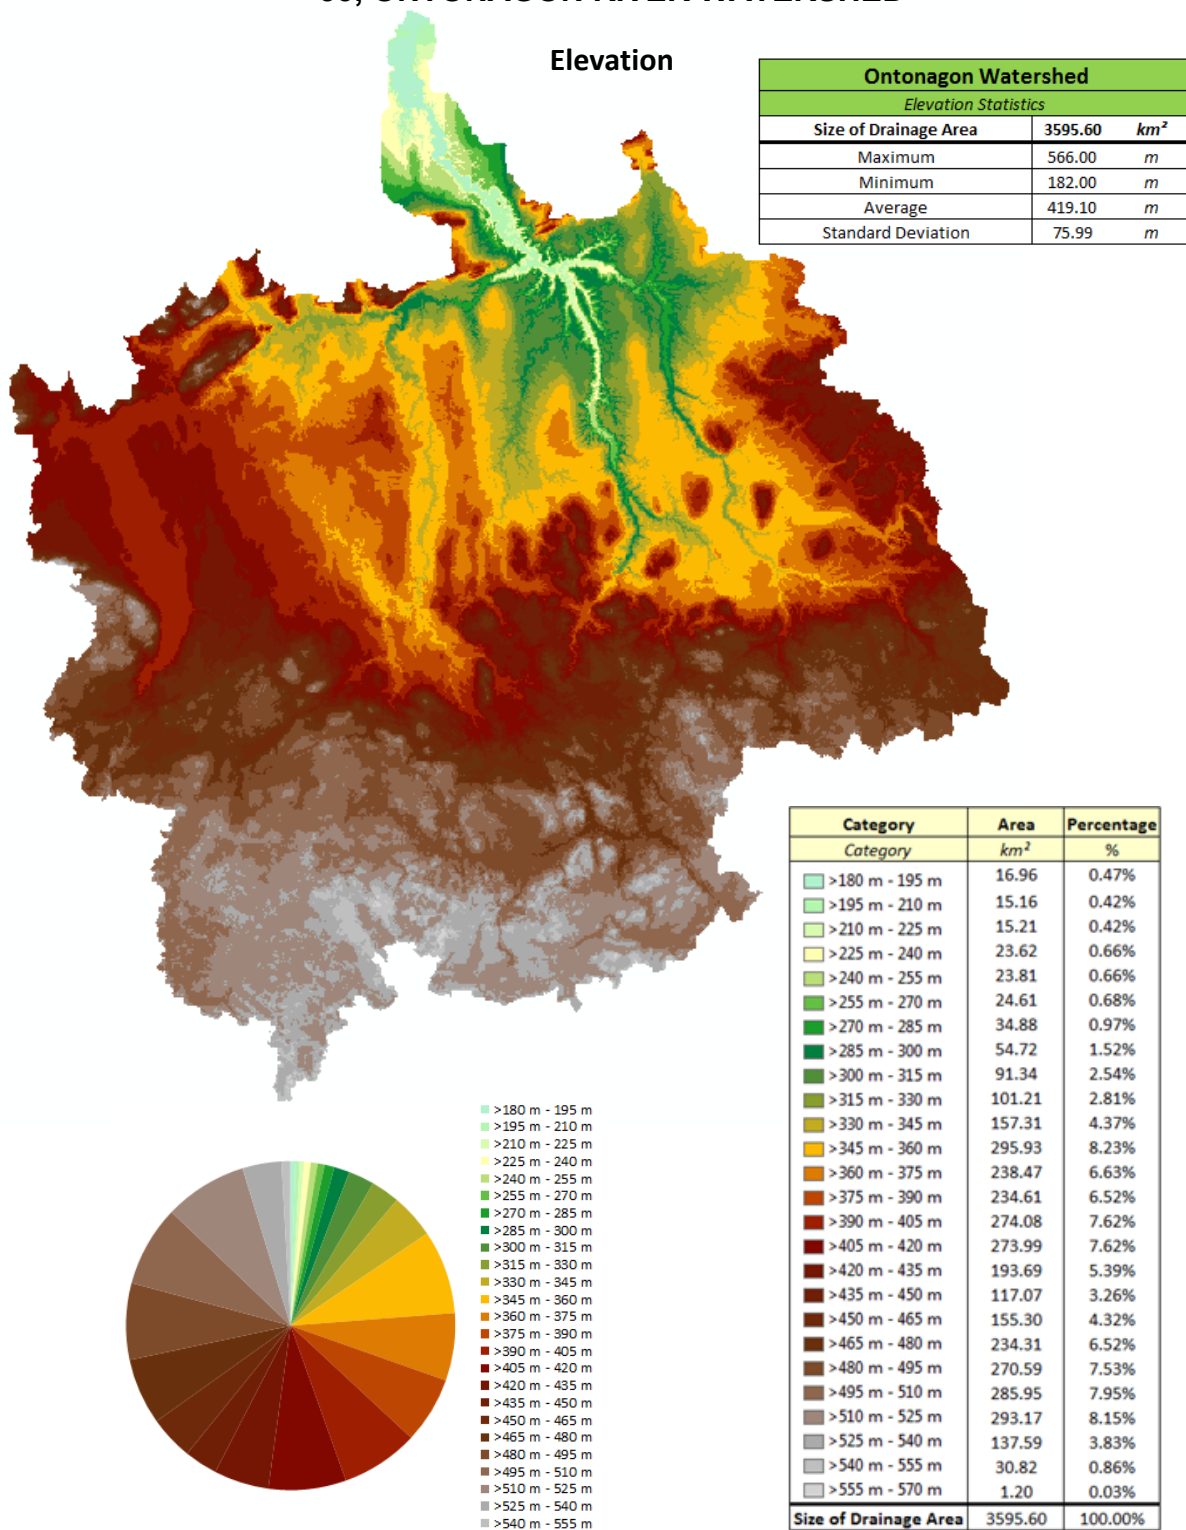 Elevation
Ontonagon Watershed
Elevation Statistics
Size of Drainage Area 3595.60 km²
Maximum 566.00 m
Minimum 182.00 m
Average 419.10 m
Standard Deviation 75.99 m
Category Area Percentage
Category km² %
>180 m - 195 m 16.96 0.47%
>195 m - 210 m 15.16 0.42%
>210 m - 225 m 15.21 0.42%
>225 m - 240 m 23.62 0.66%
>240 m - 255 m 23.81 0.66%
>255 m - 270 m 24.61 0.68%
>270 m - 285 m 34.88 0.97%
>285 m - 300 m 54.72 1.52%
>300 m - 315 m 91.34 2.54%
>315 m - 330 m 101.21 2.81%
>330 m - 345 m 157.31 4.37%
>345 m - 360 m 295.93 8.23%
>360 m - 375 m 238.47 6.63%
>375 m - 390 m 234.61 6.52%
>390 m - 405 m 274.08 7.62%
>405 m - 420 m 273.99 7.62%
>420 m - 435 m 193.69 5.39%
>435 m - 450 m 117.07 3.26%
>450 m - 465 m 155.30 4.32%
>465 m - 480 m 234.31 6.52%
>480 m - 495 m 270.59 7.53%
>495 m - 510 m 285.95 7.95%
>510 m - 525 m 293.17 8.15%
>525 m - 540 m 137.59 3.83%
>540 m - 555 m 30.82 0.86%
>555 m - 570 m 1.20 0.03%
Size of Drainage Area 3595.60 100.00%
>180 m - 195 m
>195 m - 210 m
>210 m - 225 m
>225 m - 240 m
>240 m - 255 m
>255 m - 270 m
>270 m - 285 m
>285 m - 300 m
>300 m - 315 m
>315 m - 330 m
>330 m - 345 m
>345 m - 360 m
>360 m - 375 m
>375 m - 390 m
>390 m - 405 m
>405 m - 420 m
>420 m - 435 m
>435 m - 450 m
>450 m - 465 m
>465 m - 480 m
>480 m - 495 m
>495 m - 510 m
>510 m - 525 m
>525 m - 540 m
>540 m - 555 m